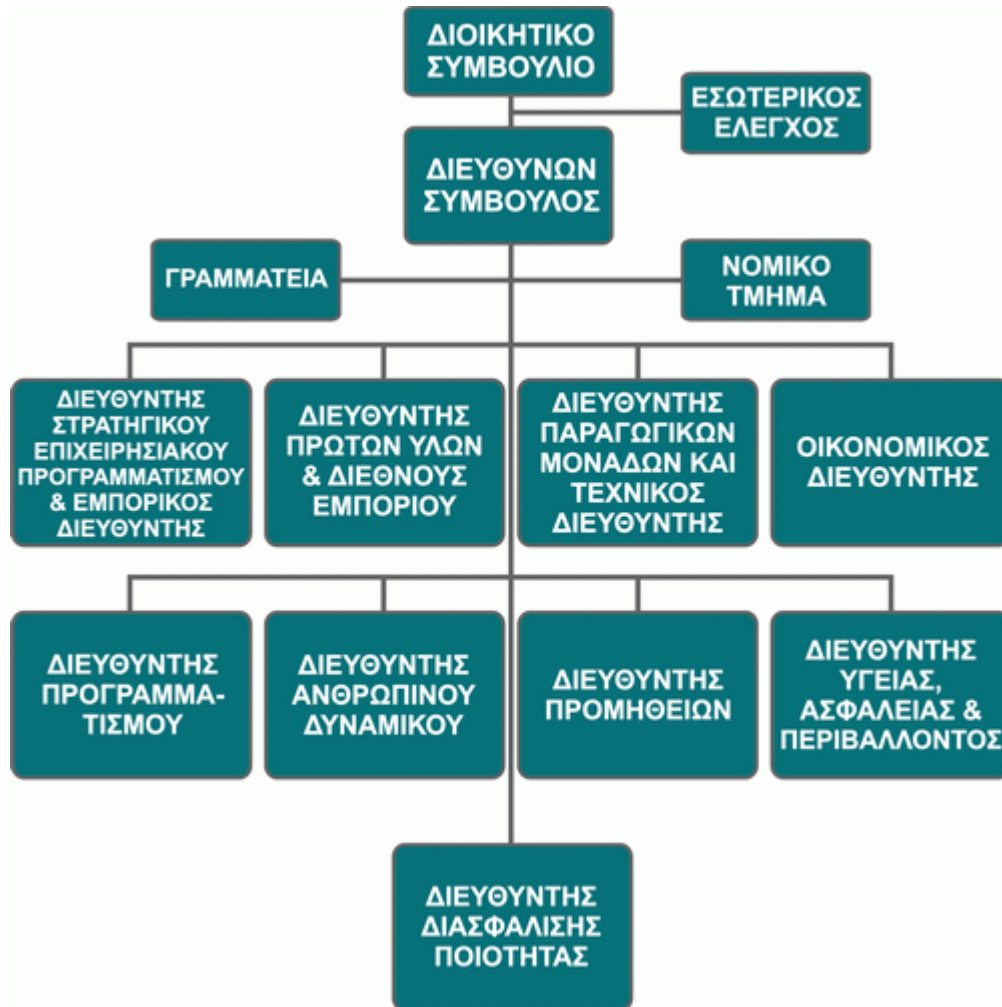 ΔΙΟΙΚΗΤΙΚΟ
ΣΥΜΒΟΥΛΙΟ
ΕΣΩΤΕΡΙΚΟΣ
ΕΛΕΓΧΟΣ
ΔΙΕΥΘΥΝΩΝ
ΣΥΜΒΟΥΛΟΣ
ΓΡΑΜΜΑΤΕΙΑ
ΝΟΜΙΚΟ
ΤΜΗΜΑ
ΔΙΕΥΘΥΝΤΗΣ
ΣΤΡΑΤΗΓΙΚΟΥ
ΕΠΙΧΕΙΡΗΣΙΑΚΟΥ
ΠΡΟΓΡΑΜΜΑΤΙΣΜΟΥ
& ΕΜΠΟΡΙΚΟΣ
ΔΙΕΥΘΥΝΤΗΣ
ΔΙΕΥΘΥΝΤΗΣ
ΠΡΩΤΩΝ ΥΛΩΝ
& ΔΙΕΘΝΟΥΣ
ΕΜΠΟΡΙΟΥ
ΔΙΕΥΘΥΝΤΗΣ
ΠΑΡΑΓΩΓΙΚΩΝ
ΜΟΝΑΔΩΝ ΚΑΙ
ΤΕΧΝΙΚΟΣ
ΔΙΕΥΘΥΝΤΗΣ
ΟΙΚΟΝΟΜΙΚΟΣ
ΔΙΕΥΘΥΝΤΗΣ
ΔΙΕΥΘΥΝΤΗΣ
ΠΡΟΓΡΑΜΜΑ-
ΤΙΣΜΟΥ
ΔΙΕΥΘΥΝΤΗΣ
ΑΝΘΡΩΠΙΝΟΥ
ΔΥΝΑΜΙΚΟΥ
ΔΙΕΥΘΥΝΤΗΣ
ΠΡΟΜΗΘΕΙΩΝ
ΔΙΕΥΘΥΝΤΗΣ
ΥΓΕΙΑΣ,
ΑΣΦΑΛΕΙΑΣ &
ΠΕΡΙΒΑΛΛΟΝΤΟΣ
ΔΙΕΥΘΥΝΤΗΣ
ΔΙΑΣΦΑΛΙΣΗΣ
ΠΟΙΟΤΗΤΑΣ